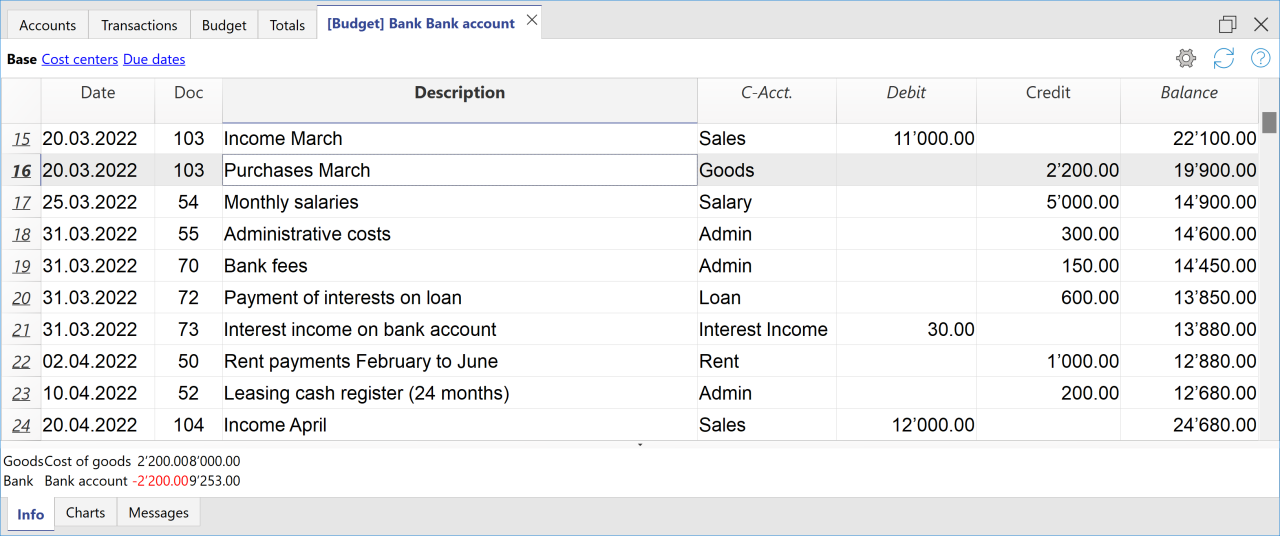 Accounts Transactions Budget Totals [Budget] Bank Bank account
Base Cost centers Due dates
Date Doc Description C-Acct. Debit Credit Balance
15 20.03.2022 103 Income March Sales 11’000.00 22’100.00
16 20.03.2022 103 Purchases March Goods 2’200.00 19’900.00
17 25.03.2022 54 Monthly salaries Salary 5’000.00 14’900.00
18 31.03.2022 55 Administrative costs Admin 300.00 14’600.00
19 31.03.2022 70 Bank fees Admin 150.00 14’450.00
20 31.03.2022 72 Payment of interests on loan Loan 600.00 13’850.00
21 31.03.2022 73 Interest income on bank account Interest Income 30.00 13’880.00
22 02.04.2022 50 Rent payments February to June Rent 1’000.00 12’880.00
23 10.04.2022 52 Leasing cash register (24 months) Admin 200.00 12’680.00
24 20.04.2022 104 Income April Sales 12’000.00 24’680.00
Goods Cost of goods 2’200.00 8’000.00
Bank Bank account -2’200.00 9’253.00
Info Charts Messages